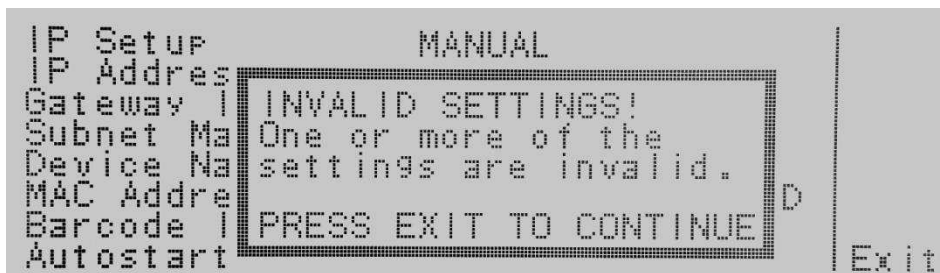 IP Setup MANUAL
IP Addres
Gateway I
Subnet Ma
Device Na
MAC Addre
Barcode I
Autostart
INVALID SETTINGS!
One or more of the
settings are invalid.
PRESS EXIT TO CONTINUE
D
Exit